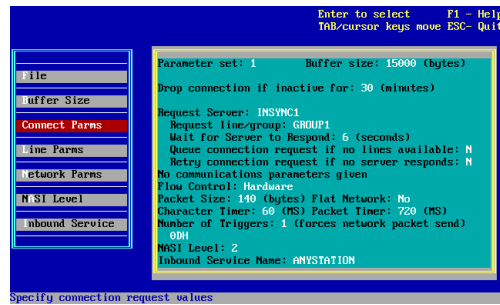 Enter to select F1 - Help
TAB/cursor keys move ESC- Quit
File
Buffer Size
Connect Parms
Line Parms
Network Parms
NASI Level
Inbound Service
Parameter set: 1 Buffer size: 15000 (bytes)
Drop connection if inactive for: 30 (minutes)
Request Server: INSYNC1
Request line/group: GROUP1
Wait for Server to Respond: 6 (seconds)
Queue connection request if no lines available: N
Retry connection request if no server responds: N
No communications parameters given
Flow Control: Hardware
Packet Size: 140 (bytes) Flat Network: No
Character Timer: 60 (MS) Packet Timer: 720 (MS)
Number of Triggers: 1 (forces network packet send)
0DH
NASI Level: 2
Inbound Service Name: ANYSTATION
Specify connection request values